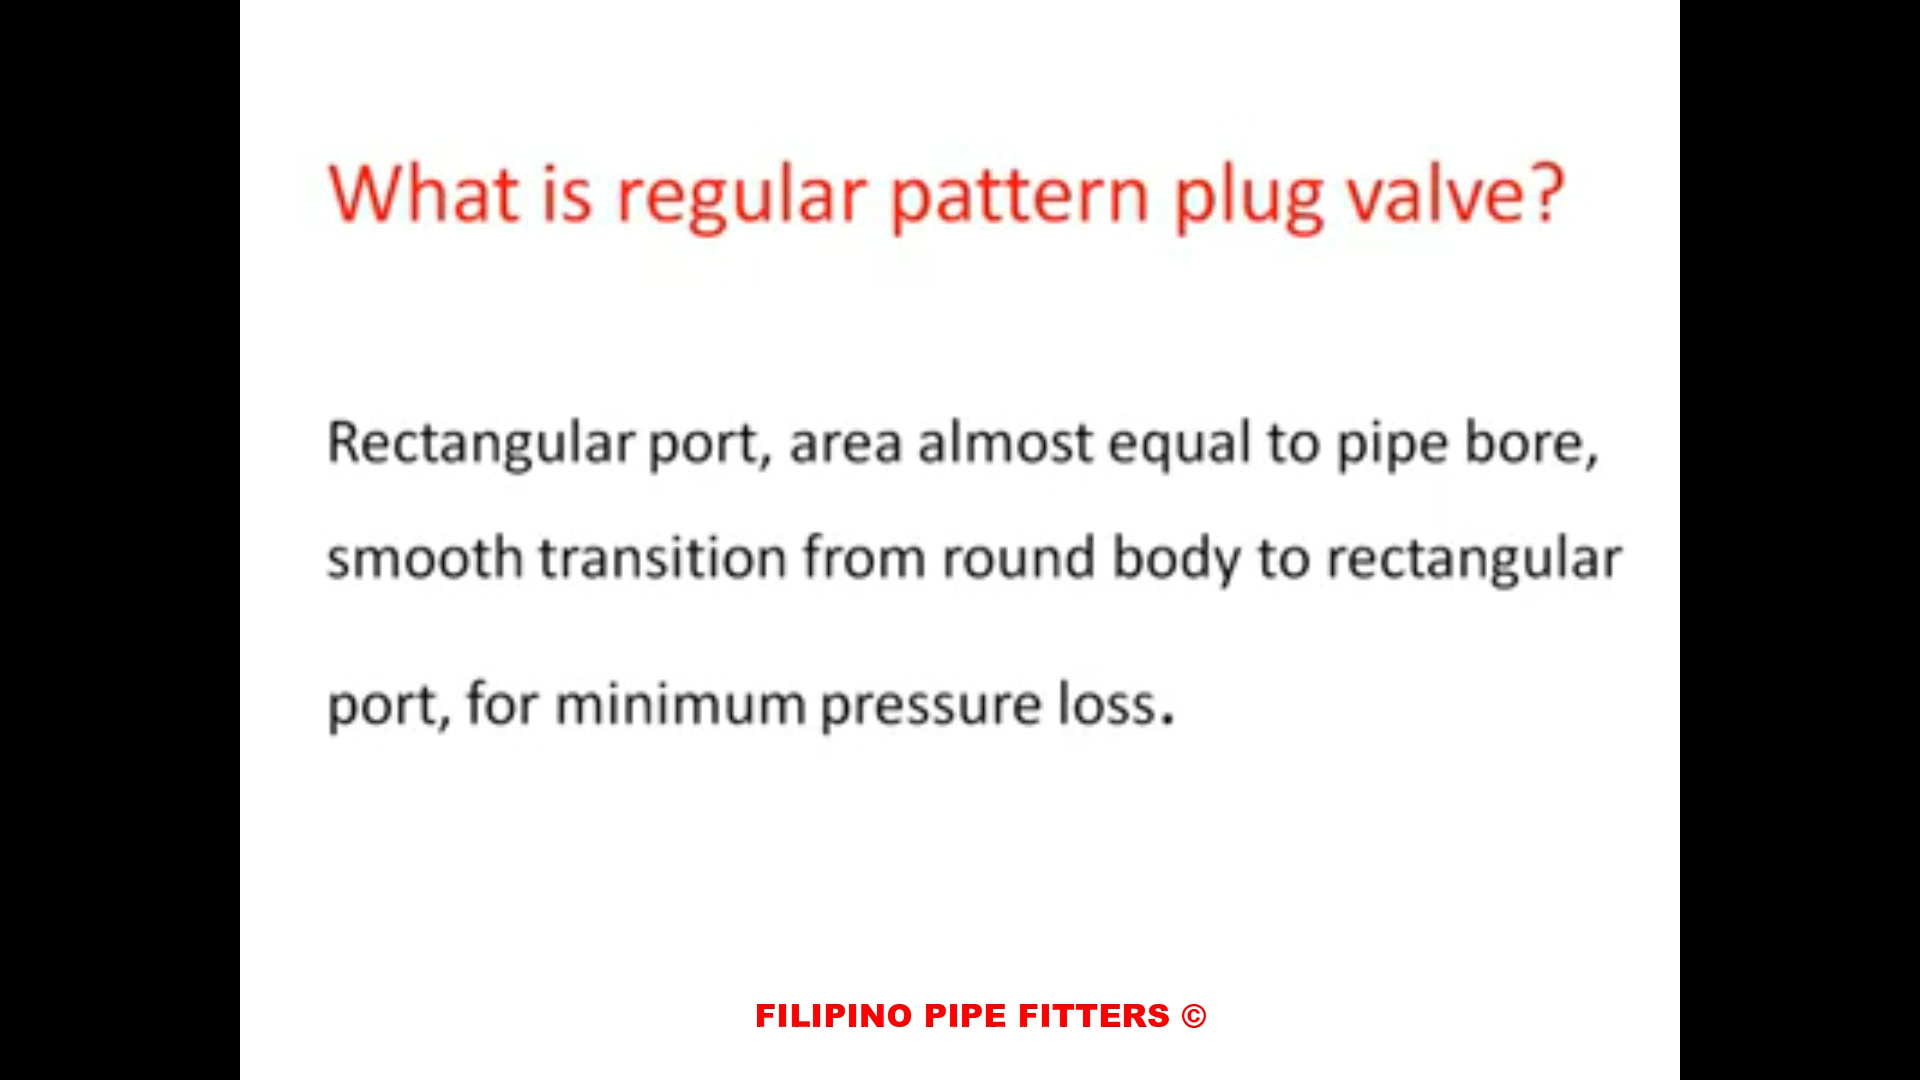 What is regular pattern plug valve?
Rectangular port, area almost equal to pipe bore,
smooth transition from round body to rectangular
port, for minimum pressure loss.
FILIPINO PIPE FITTERS ©